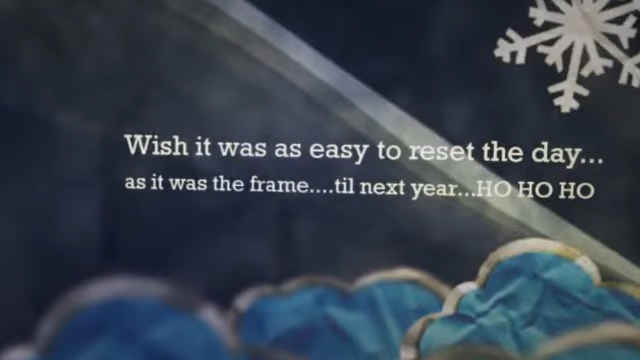 Wish it was as easy to reset the day...
as it was the frame....til next year...HO HO HO